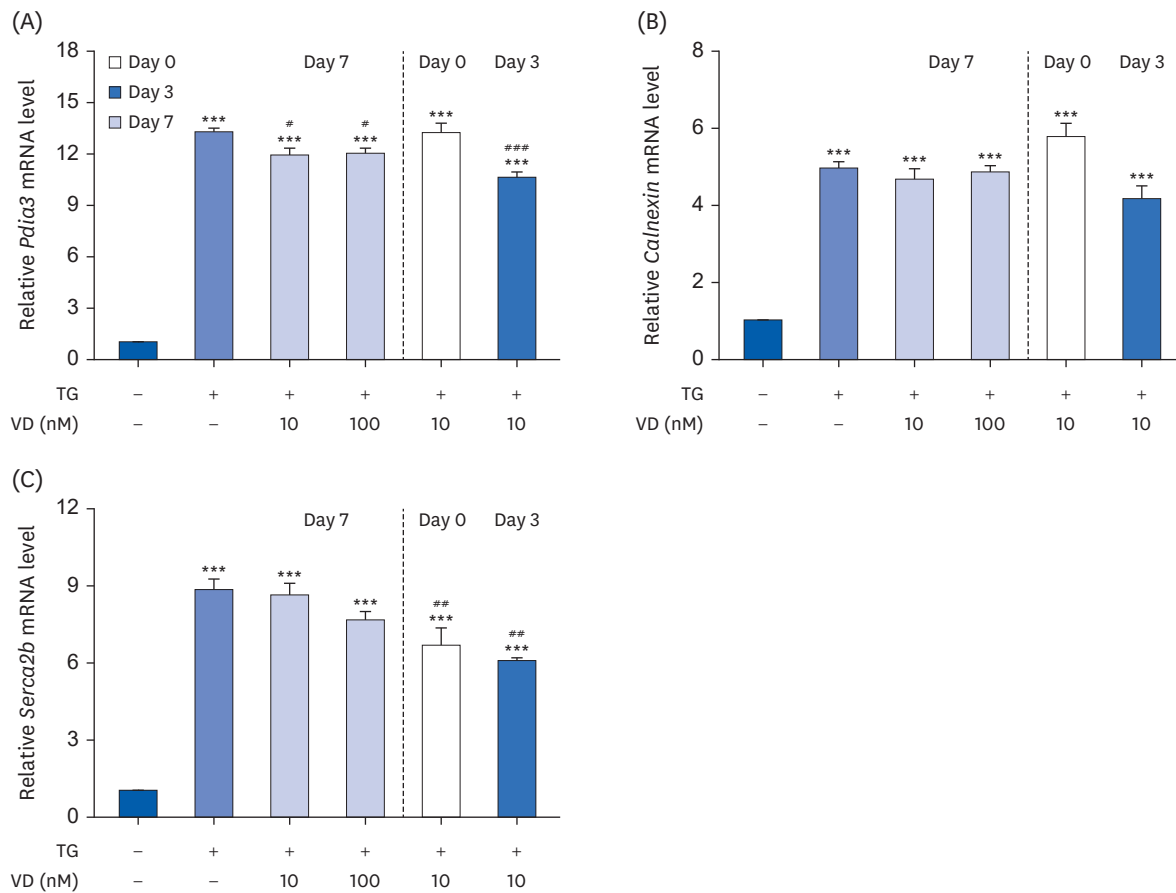 (A)
Relative Pdia3 mRNA level
18
15
12
9
6
3
0
Day 0
Day 3
Day 7
Day 7
Day 0
Day 3
***
#
***
#
***
***
###
***
TG – + + + + +
VD (nM) – – 10 100 10 10
(B)
Relative Calnexin mRNA level
8
6
4
2
0
Day 7
Day 0
Day 3
***
***
***
***
***
TG – + + + + +
VD (nM) – – 10 100 10 10
(C)
Relative Serca2b mRNA level
12
9
6
3
0
Day 7
Day 0
Day 3
***
***
***
##
***
##
***
TG – + + + + +
VD (nM) – – 10 100 10 10